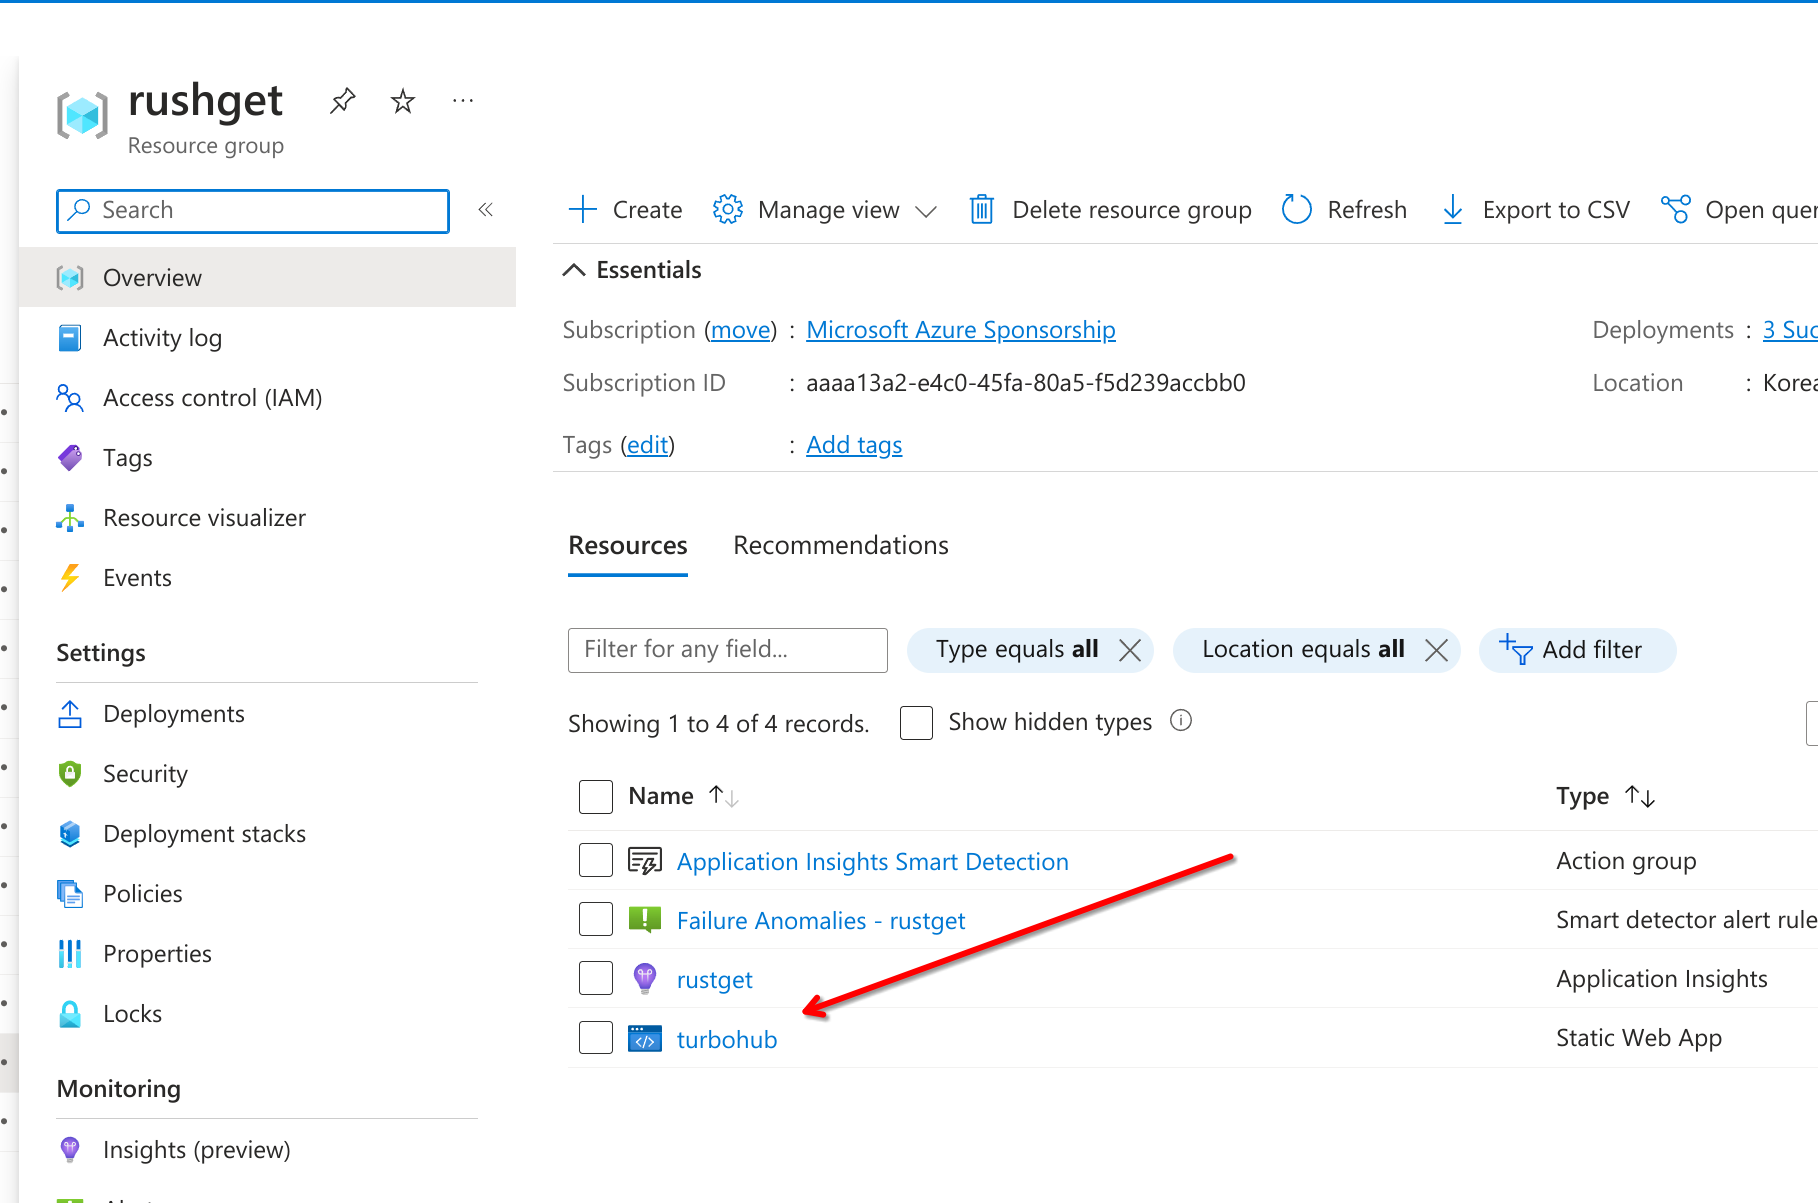 rushget
Resource group
Search
Create
Manage view
Delete resource group
Refresh
Export to CSV
Open
Overview
Activity log
Access control (IAM)
Tags
Resource visualizer
Events
Settings
Deployments
Security
Deployment stacks
Policies
Properties
Locks
Monitoring
Insights (preview)
Essentials
Subscription (move) : Microsoft Azure Sponsorship
Deployments : 3
Subscription ID : aaaa13a2-e4c0-45fa-80a5-f5d239accbb0
Location : Korea
Tags (edit) : Add tags
Resources
Recommendations
Filter for any field...
Type equals all
Location equals all
Add filter
Showing 1 to 4 of 4 records.
Show hidden types
Name
Type
Application Insights Smart Detection
Action group
Failure Anomalies - rustget
Smart detector alert rule
rustget
Application Insights
turbohub
Static Web App